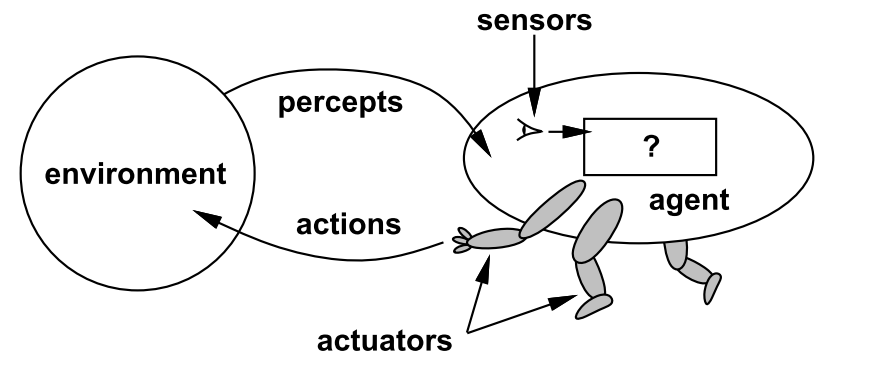 sensors
percepts
environment
?
agent
actions
actuators